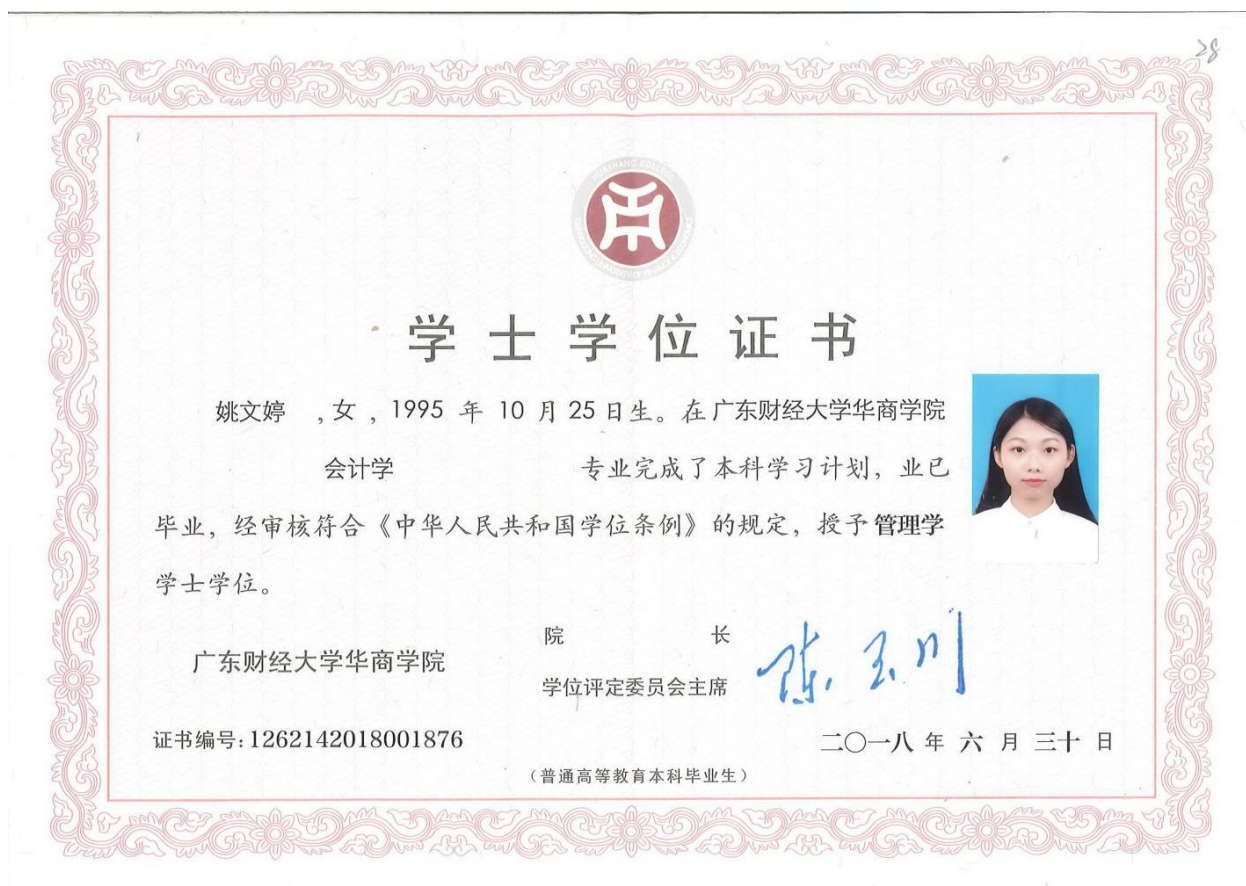 28
学士学位证书
姚文婷 ,女,1995 年 10 月 25 日生。在广东财经大学华商学院
会计学 专业完成了本科学习计划，业已
毕业，经审核符合《中华人民共和国学位条例》的规定，授予管理学
学士学位。
广东财经大学华商学院
院 长
学位评定委员会主席
陈玉川
证书编号:1262142018001876
二〇一八 年 六 月 三十 日
（普通高等教育本科毕业生）